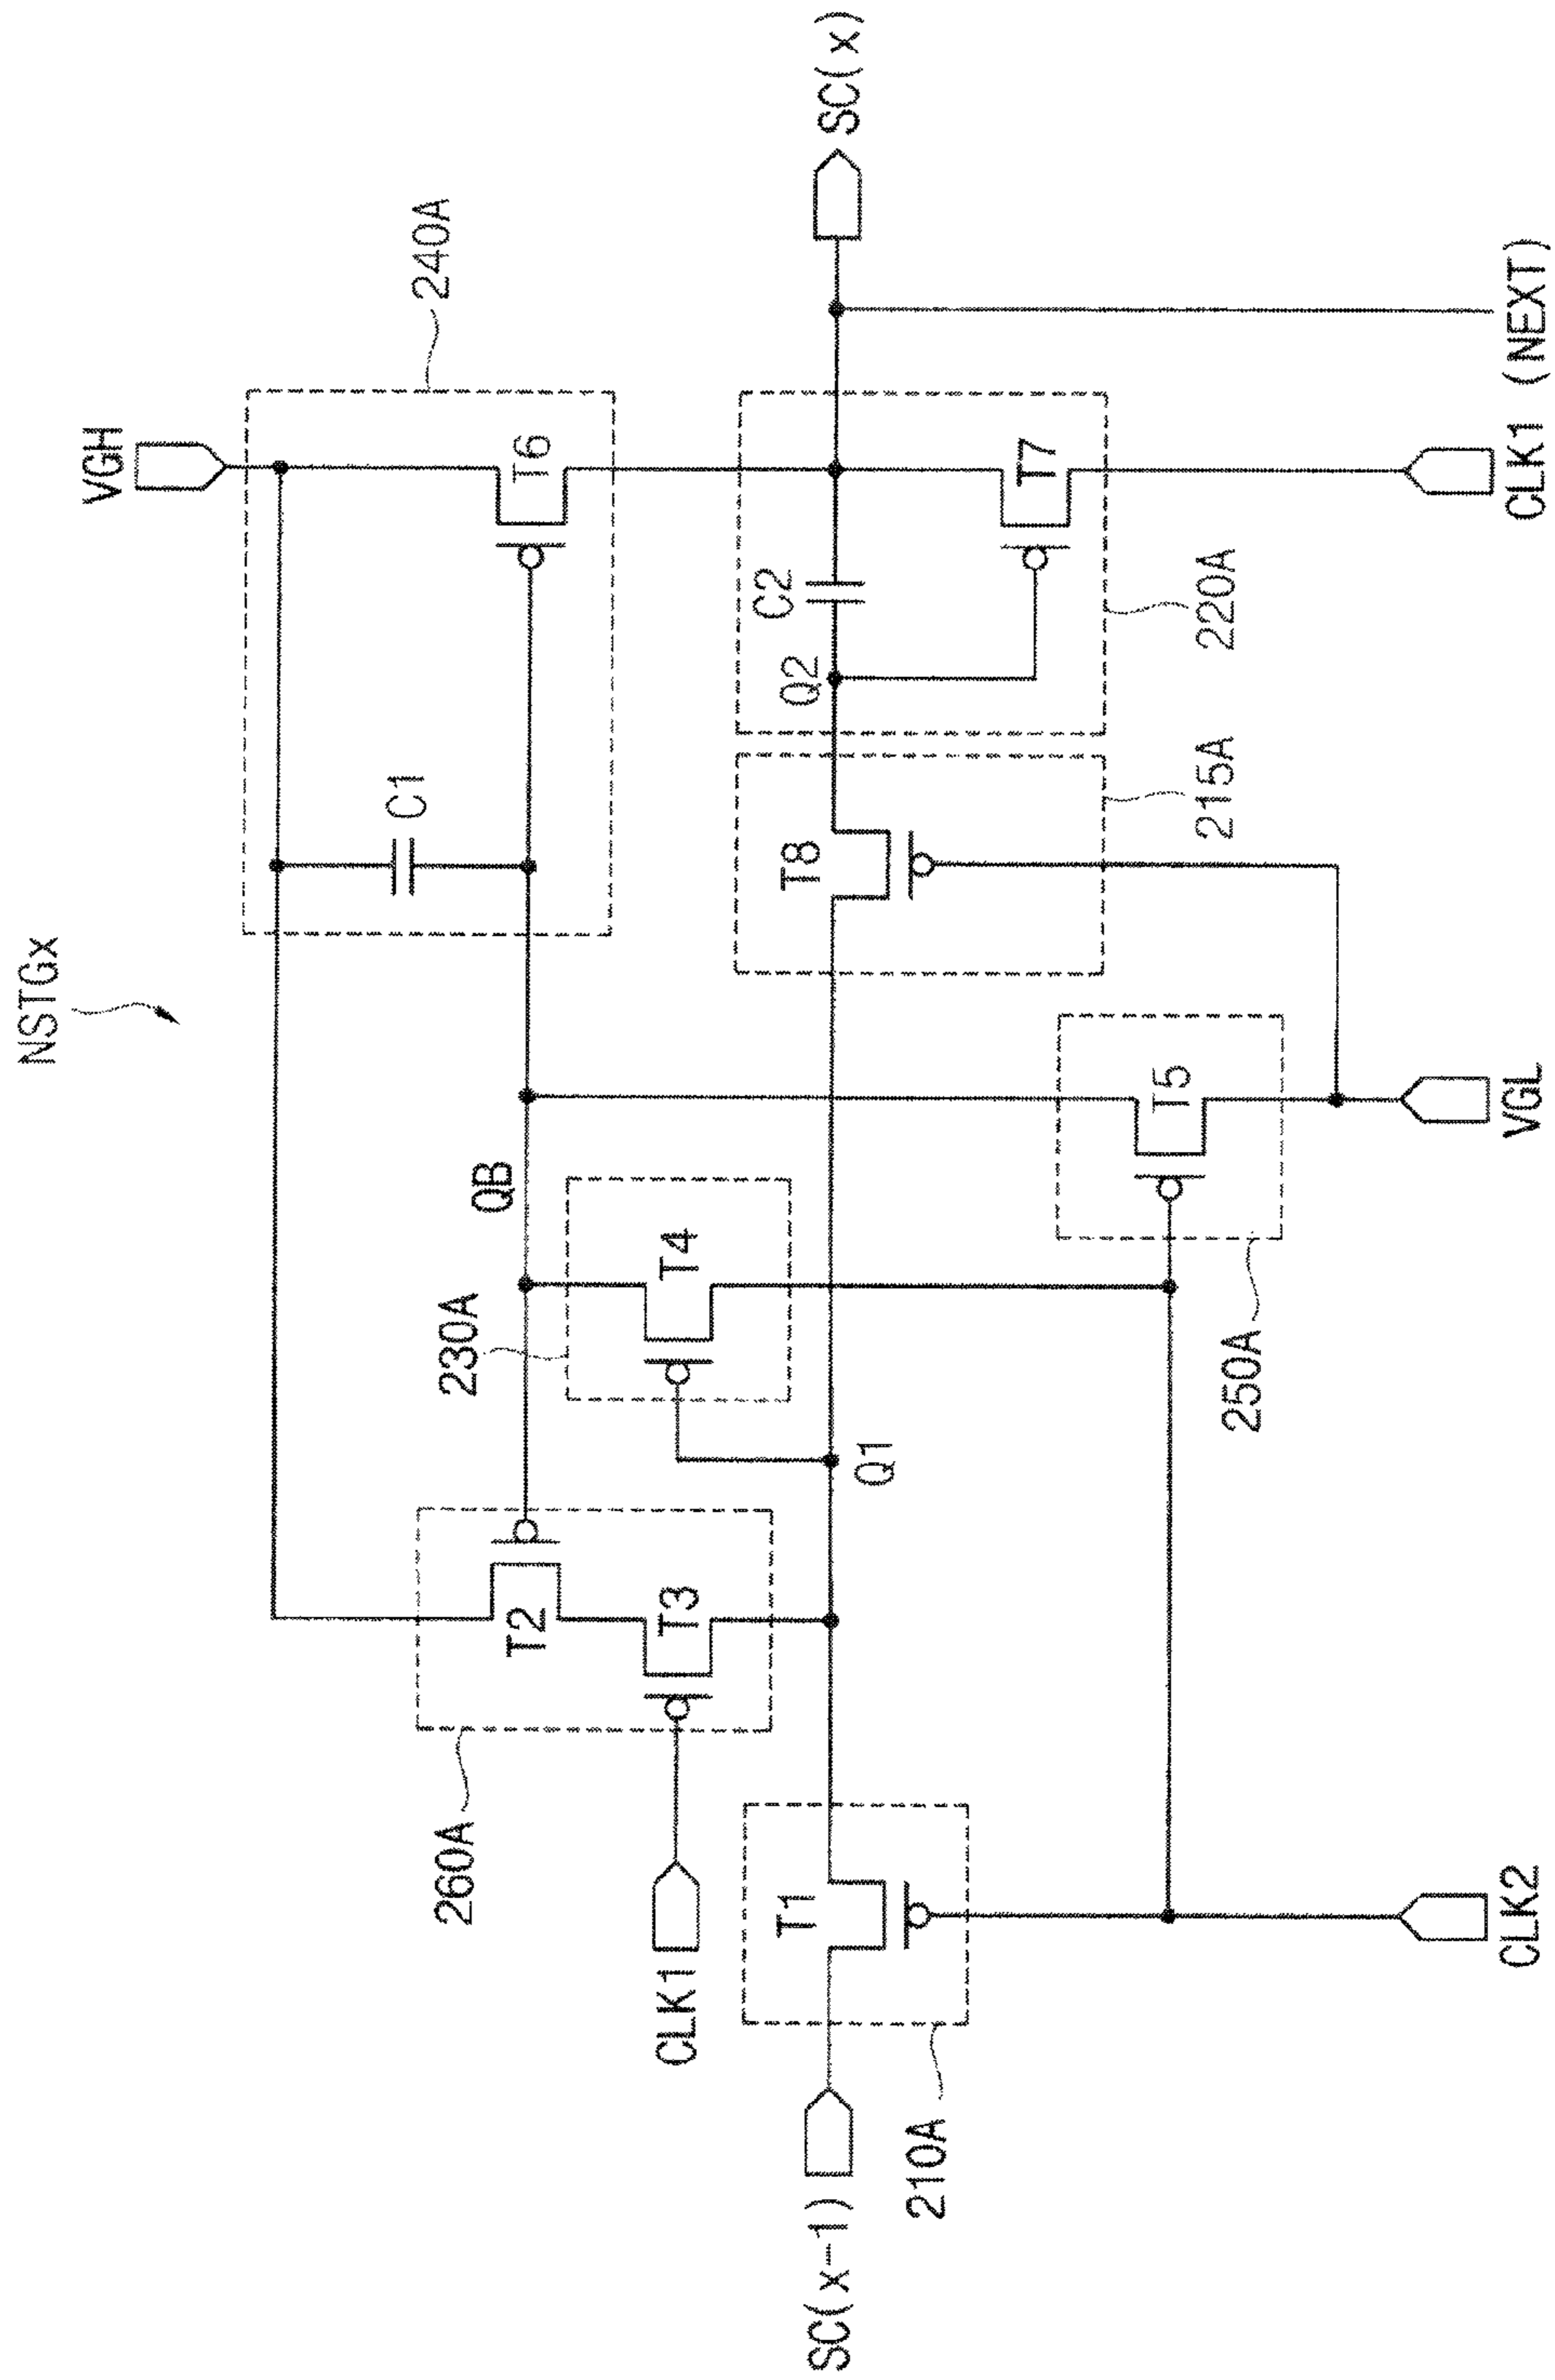 NSTGx
VGH
240A
C1
T6
260A
T2
T3
CLK1
230A
T4
QB
Q1
SC(x-1)
T1
210A
T8
215A
Q2
C2
T7
220A
SC(x)
T5
250A
CLK2
VGL
CLK1 (NEXT)